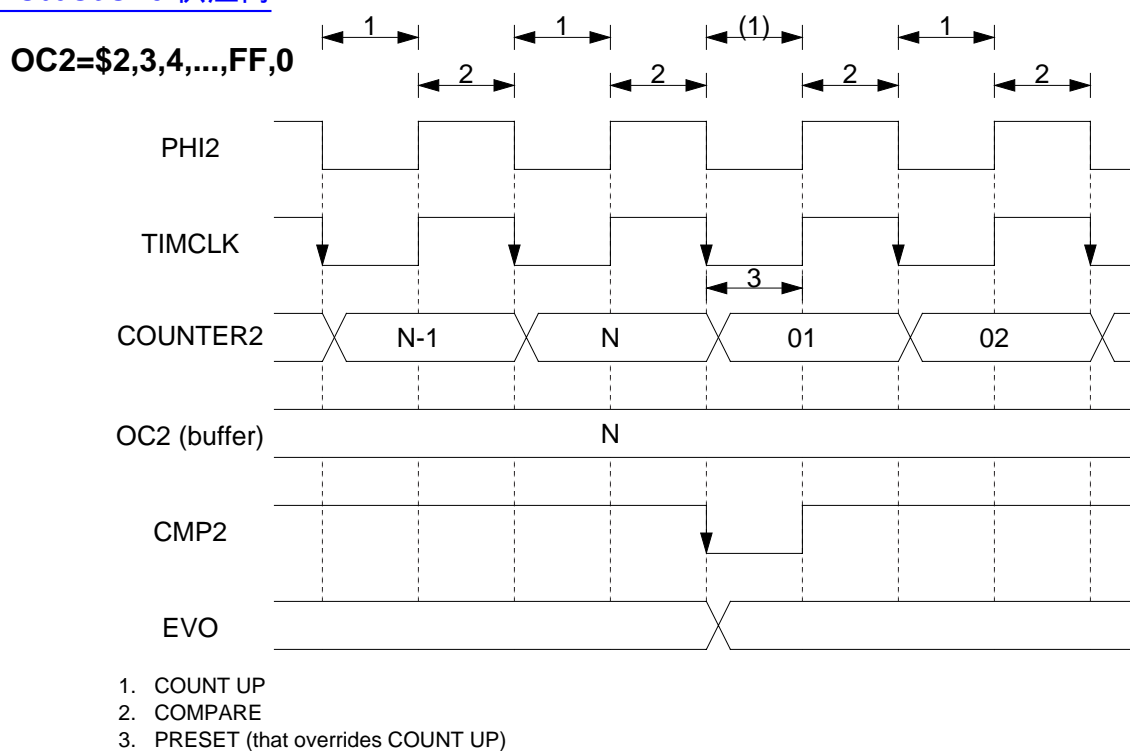 OC2=$2,3,4,...,FF,0
1 1 (1) 1
2 2 2 2
PHI2
TIMCLK
3
COUNTER2 N-1 N 01 02
OC2 (buffer) N
CMP2
EVO
1. COUNT UP
2. COMPARE
3. PRESET (that overrides COUNT UP)